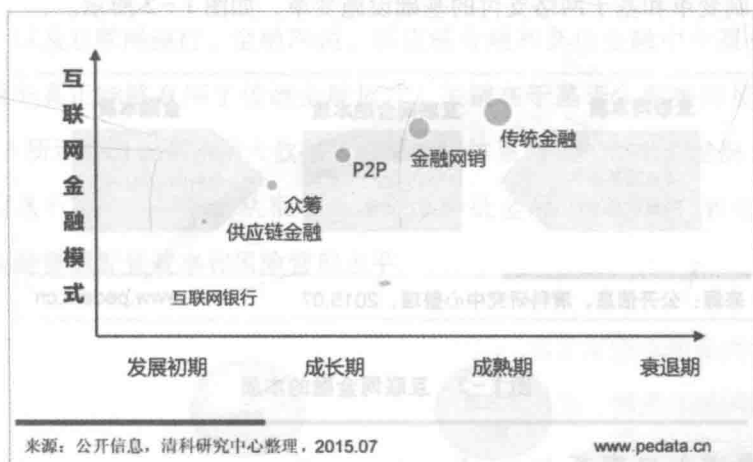 互联网金融模式
传统金融
金融网销
P2P
众筹
供应链金融
互联网银行
发展初期 成长期 成熟期 衰退期
来源：公开信息，清科研究中心整理，2015.07 www.pedata.cn